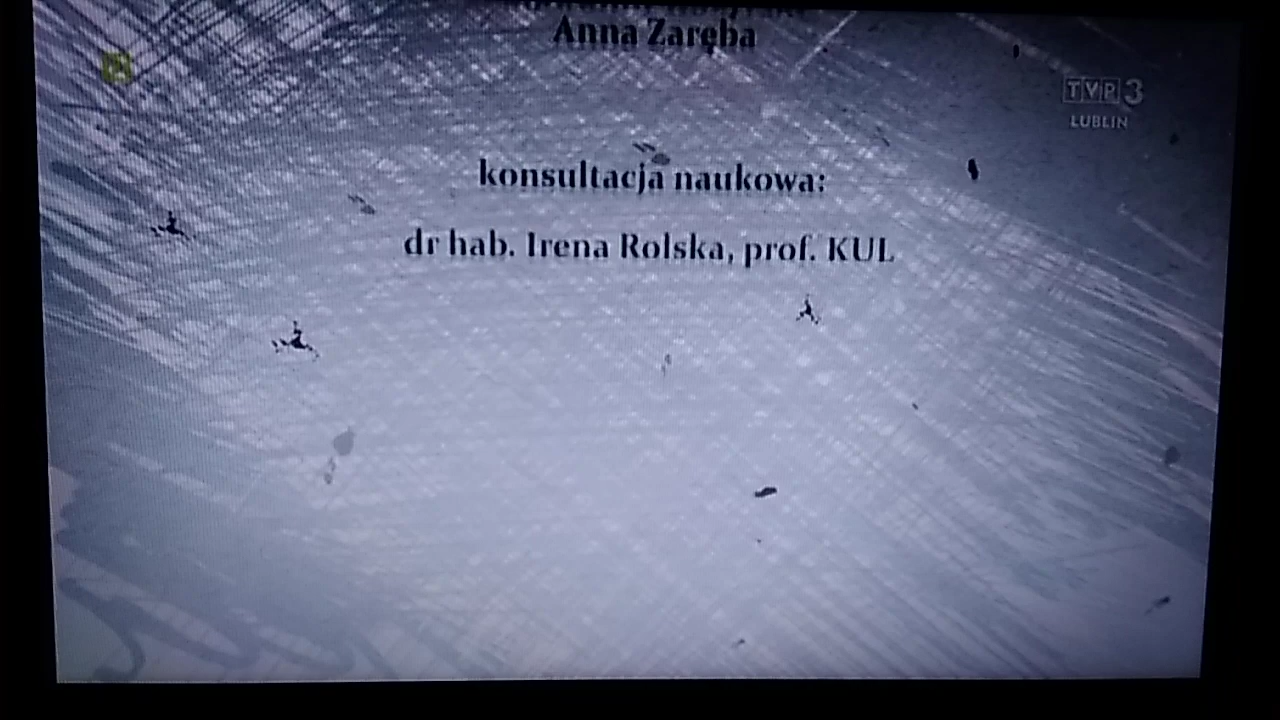 Anna Zaręba
TVP3
LUBLIN
konsultacja naukowa:
dr hab. Irena Rolska, prof. KUL